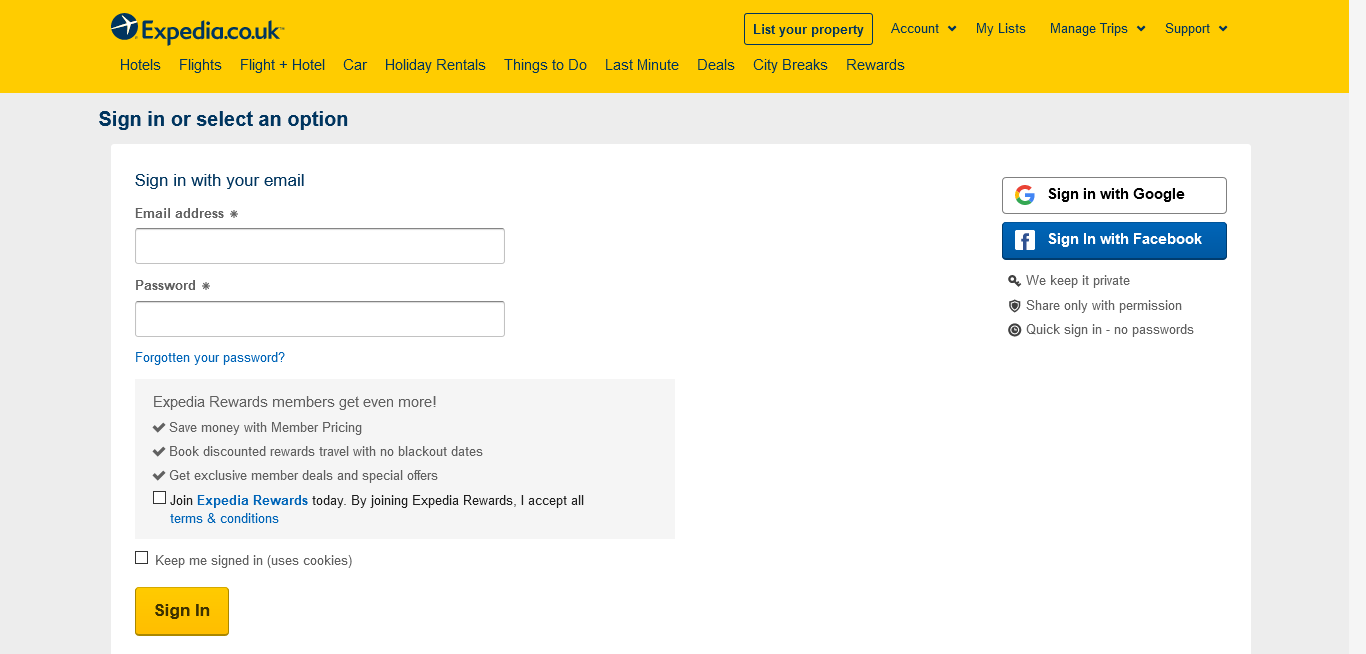 Expedia.co.uk
List your property
Account
My Lists
Manage Trips
Support
Hotels Flights Flight + Hotel Car Holiday Rentals Things to Do Last Minute Deals City Breaks Rewards
Sign in or select an option
Sign in with your email
Email address *
Password *
Forgotten your password?
Expedia Rewards members get even more!
Save money with Member Pricing
Book discounted rewards travel with no blackout dates
Get exclusive member deals and special offers
Join Expedia Rewards today. By joining Expedia Rewards, I accept all
terms & conditions
Keep me signed in (uses cookies)
Sign In
Sign in with Google
Sign In with Facebook
We keep it private
Share only with permission
Quick sign in - no passwords